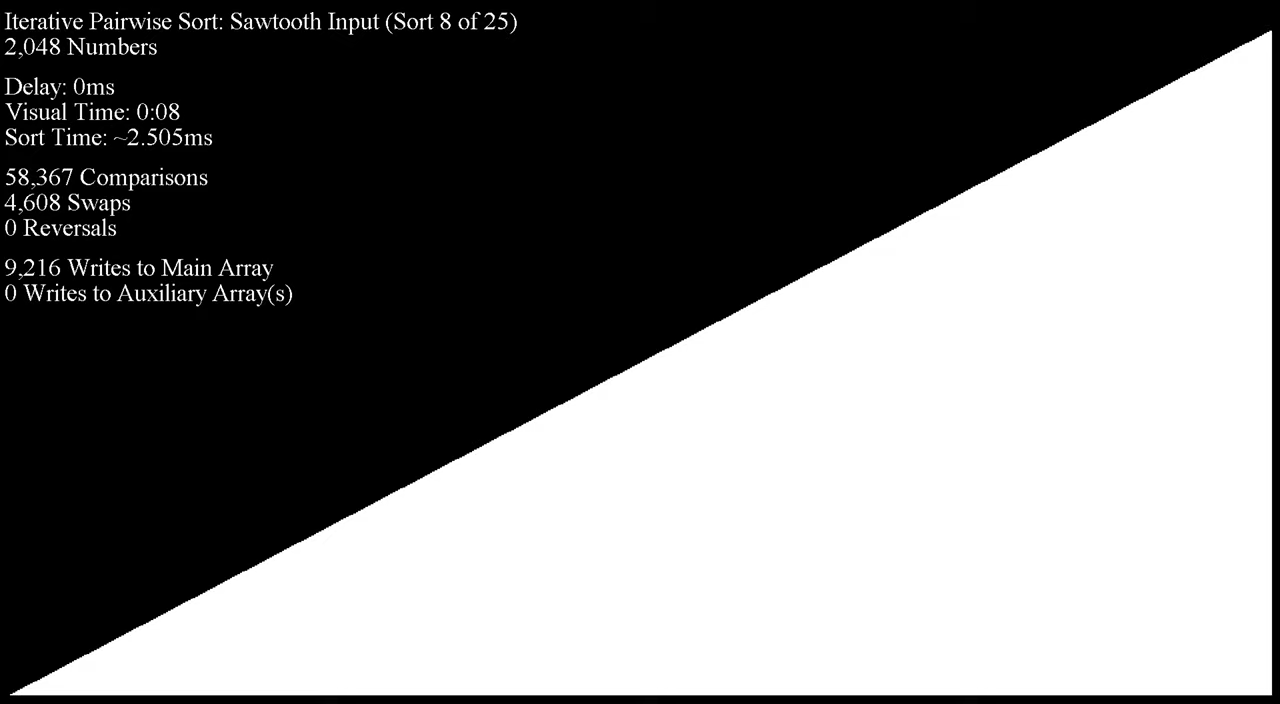 Iterative Pairwise Sort: Sawtooth Input (Sort 8 of 25)
2,048 Numbers
Delay: 0ms
Visual Time: 0:08
Sort Time: ~2.505ms
58,367 Comparisons
4,608 Swaps
0 Reversals
9,216 Writes to Main Array
0 Writes to Auxiliary Array(s)